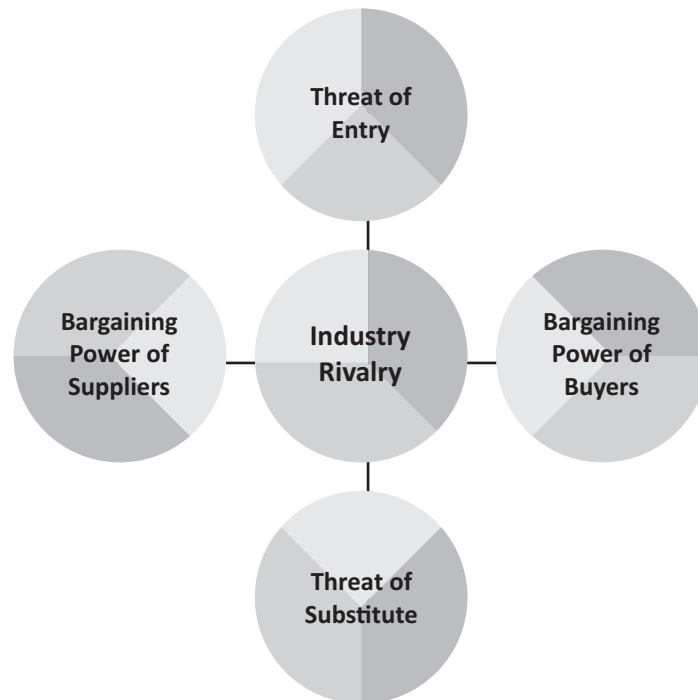 Threat of
Entry
Bargaining
Power of
Suppliers
Industry
Rivalry
Bargaining
Power of
Buyers
Threat of
Substitute